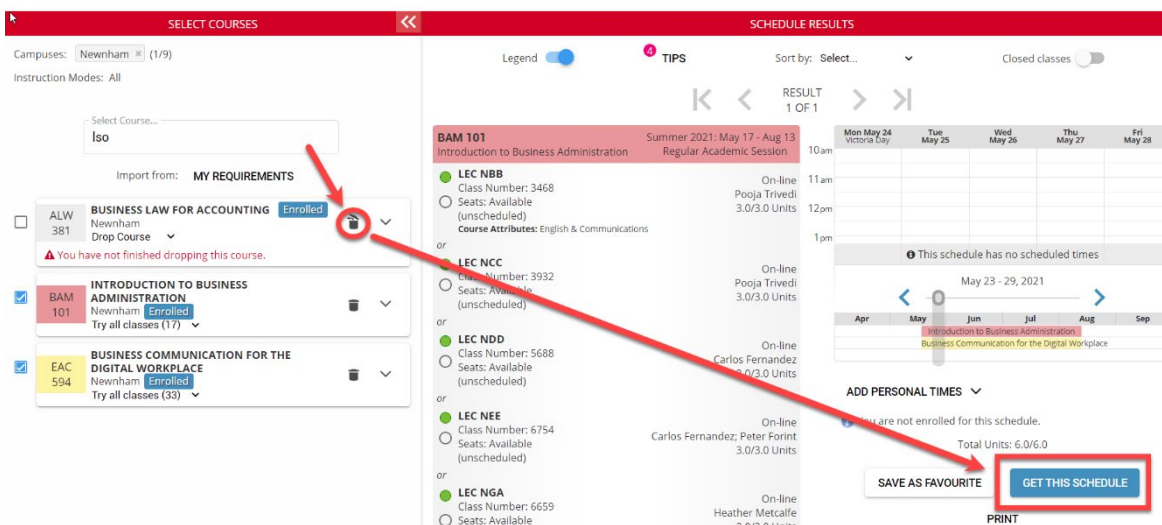 SELECT COURSES
Campuses: Newnham × (1/9)
Instruction Modes: All
Select Course...
lso
Import from: MY REQUIREMENTS
ALW 381
BUSINESS LAW FOR ACCOUNTING Enrolled
Newnham
Drop Course
You have not finished dropping this course.
BAM 101
INTRODUCTION TO BUSINESS
ADMINISTRATION
Newnham Enrolled
Try all classes (17)
EAC 594
BUSINESS COMMUNICATION FOR THE
DIGITAL WORKPLACE
Newnham Enrolled
Try all classes (33)
SCHEDULE RESULTS
Legend
4 TIPS
Sort by: Select...
Closed classes
RESULT
1 OF 1
BAM 101 Summer 2021: May 17 - Aug 13
Introduction to Business Administration Regular Academic Session
LEC NBB On-line
Class Number: 3468 Pooja Trivedi
Seats: Available 3.0/3.0 Units
(unscheduled)
Course Attributes: English & Communications
or
LEC NCC On-line
Class Number: 3932 Pooja Trivedi
Seats: Available 3.0/3.0 Units
(unscheduled)
or
LEC NDD On-line
Class Number: 5688 Carlos Fernandez
Seats: Available 3.0/3.0 Units
(unscheduled)
or
LEC NEE On-line
Class Number: 6754 Carlos Fernandez; Peter Forint
Seats: Available 3.0/3.0 Units
(unscheduled)
or
LEC NGA On-line
Class Number: 6659 Heather Metcalfe
Seats: Available
Mon May 24 Tue Wed Thu Fri
Victoria Day May 25 May 26 May 27 May 28
10am
11am
12pm
1pm
This schedule has no scheduled times
May 23 - 29, 2021
Apr May Jun Jul Aug Sep
Introduction to Business Administration
Business Communication for the Digital Workplace
ADD PERSONAL TIMES
You are not enrolled for this schedule.
Total Units: 6.0/6.0
SAVE AS FAVOURITE
GET THIS SCHEDULE
PRINT